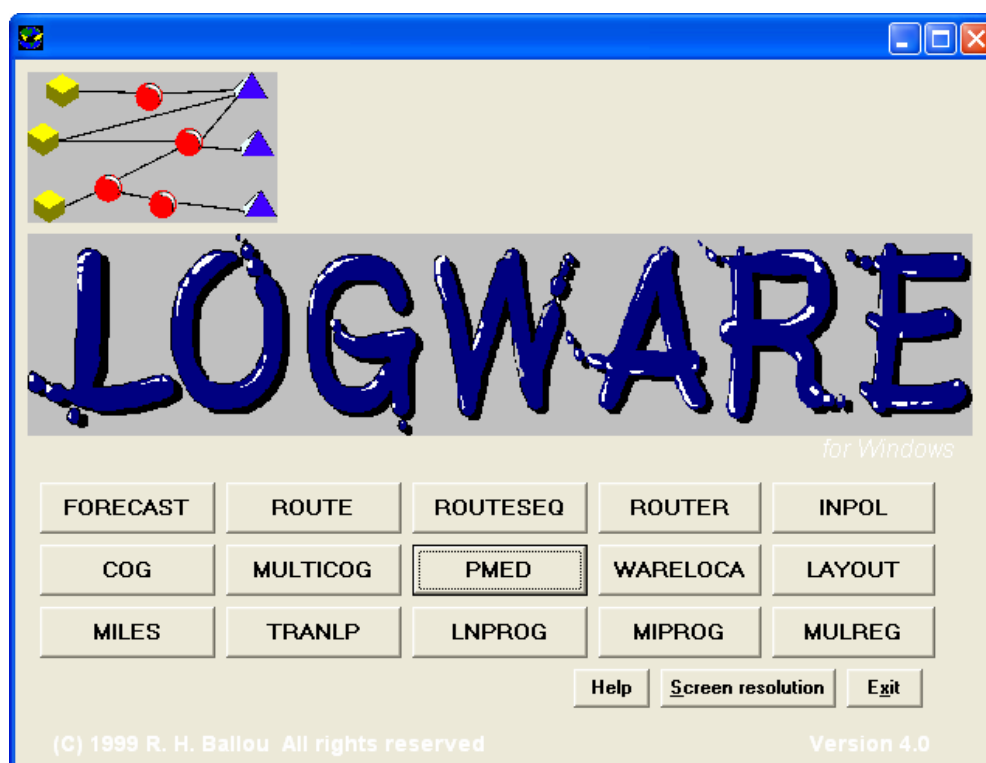 LOGWARE
for Windows
FORECAST ROUTE ROUTESEQ ROUTER INPOL
COG MULTICOG PMED WARELOCA LAYOUT
MILES TRANLP LNPROG MIPROG MULREG
Help Screen resolution Exit
(C) 1999 R. H. Ballou All rights reserved Version 4.0